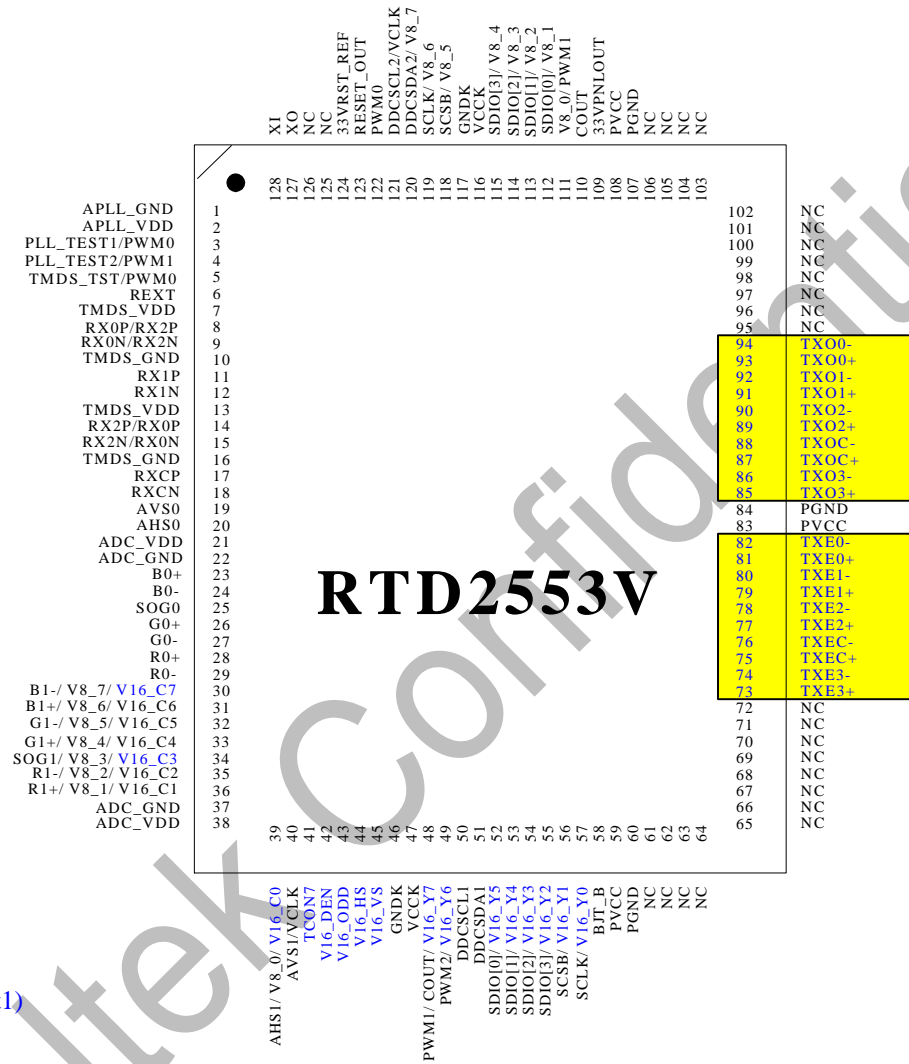 XI
XO
NC
NC
33VRST_REF
RESET_OUT
PWM0
DDCSCL2/VCLK
DDCSDA2/ V8_7
SCLK/ V8_6
SCSB/ V8_5
GNDK
VCCK
SDIO[3]/ V8_4
SDIO[2]/ V8_3
SDIO[1]/ V8_2
SDIO[0]/ V8_1
V8_0/ PWM1
COUT
33VPNLOUT
PVCC
PGND
NC
NC
NC
NC
128
127
126
125
124
123
122
121
120
119
118
117
116
115
114
113
112
111
110
109
108
107
106
105
104
103
APLL_GND 1
APLL_VDD 2
PLL_TEST1/PWM0 3
PLL_TEST2/PWM1 4
TMDS_TST/PWM0 5
REXT 6
TMDS_VDD 7
RX0P/RX2P 8
RX0N/RX2N 9
TMDS_GND 10
RX1P 11
RX1N 12
TMDS_VDD 13
RX2P/RX0P 14
RX2N/RX0N 15
TMDS_GND 16
RXCP 17
RXCN 18
AVS0 19
AHS0 20
ADC_VDD 21
ADC_GND 22
B0+ 23
B0- 24
SOG0 25
G0+ 26
G0- 27
R0+ 28
R0- 29
B1-/ V8_7/ V16_C7 30
B1+/ V8_6/ V16_C6 31
G1-/ V8_5/ V16_C5 32
G1+/ V8_4/ V16_C4 33
SOG1/ V8_3/ V16_C3 34
R1-/ V8_2/ V16_C2 35
R1+/ V8_1/ V16_C1 36
ADC_GND 37
ADC_VDD 38
RTD2553V
102 NC
101 NC
100 NC
99 NC
98 NC
97 NC
96 NC
95 NC
94 TXO0-
93 TXO0+
92 TXO1-
91 TXO1+
90 TXO2-
89 TXO2+
88 TXOC-
87 TXOC+
86 TXO3-
85 TXO3+
84 PGND
83 PVCC
82 TXE0-
81 TXE0+
80 TXE1-
79 TXE1+
78 TXE2-
77 TXE2+
76 TXEC-
75 TXEC+
74 TXE3-
73 TXE3+
72 NC
71 NC
70 NC
69 NC
68 NC
67 NC
66 NC
65 NC
39
40
41
42
43
44
45
46
47
48
49
50
51
52
53
54
55
56
57
58
59
60
61
62
63
64
AHS1/ V8_0/ V16_C0
AVS1/VCLK
TCON7
V16_DEN
V16_ODD
V16_HS
V16_VS
GNDK
VCCK
PWM1/ COUT/ V16_Y7
PWM2/ V16_Y6
DDCSCL1
DDCSDA1
SDIO[0]/ V16_Y5
SDIO[1]/ V16_Y4
SDIO[2]/ V16_Y3
SDIO[3]/ V16_Y2
SCSB/ V16_Y1
SCLK/ V16_Y0
BJT_B
PVCC
PGND
NC
NC
NC
NC
1)
ltek Confidentia